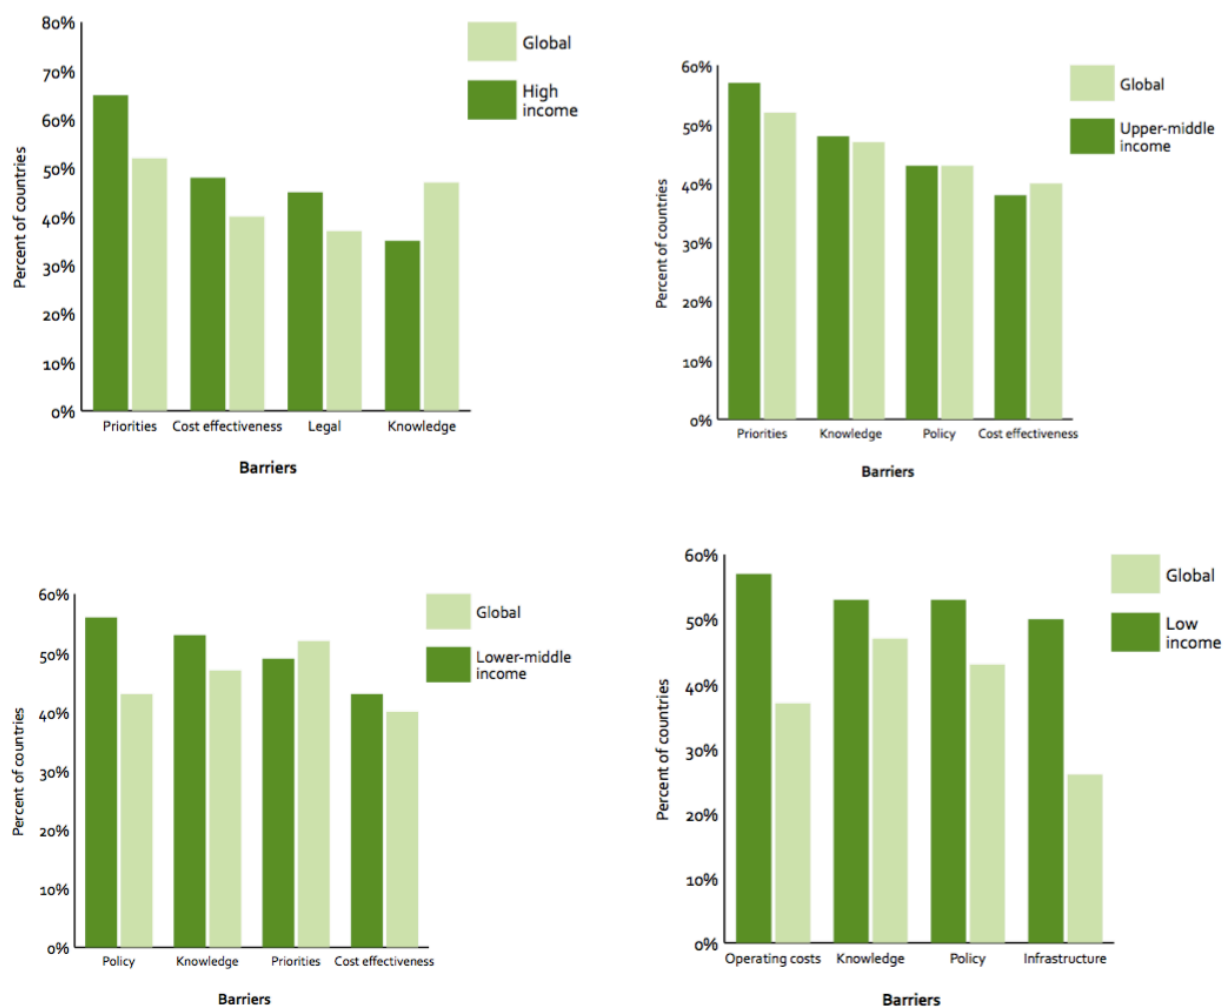 80%
70%
60%
50%
40%
30%
20%
10%
0%
Percent of countries
Global
High
income
Priorities
Cost effectiveness
Legal
Knowledge
Barriers
60%
50%
40%
30%
20%
10%
0%
Percent of countries
Global
Upper-middle
income
Priorities
Knowledge
Policy
Cost effectiveness
Barriers
60%
50%
40%
30%
20%
10%
0%
Percent of countries
Global
Lower-middle
income
Policy
Knowledge
Priorities
Cost effectiveness
Barriers
60%
50%
40%
30%
20%
10%
0%
Percent of countries
Global
Low
income
Operating costs
Knowledge
Policy
Infrastructure
Barriers